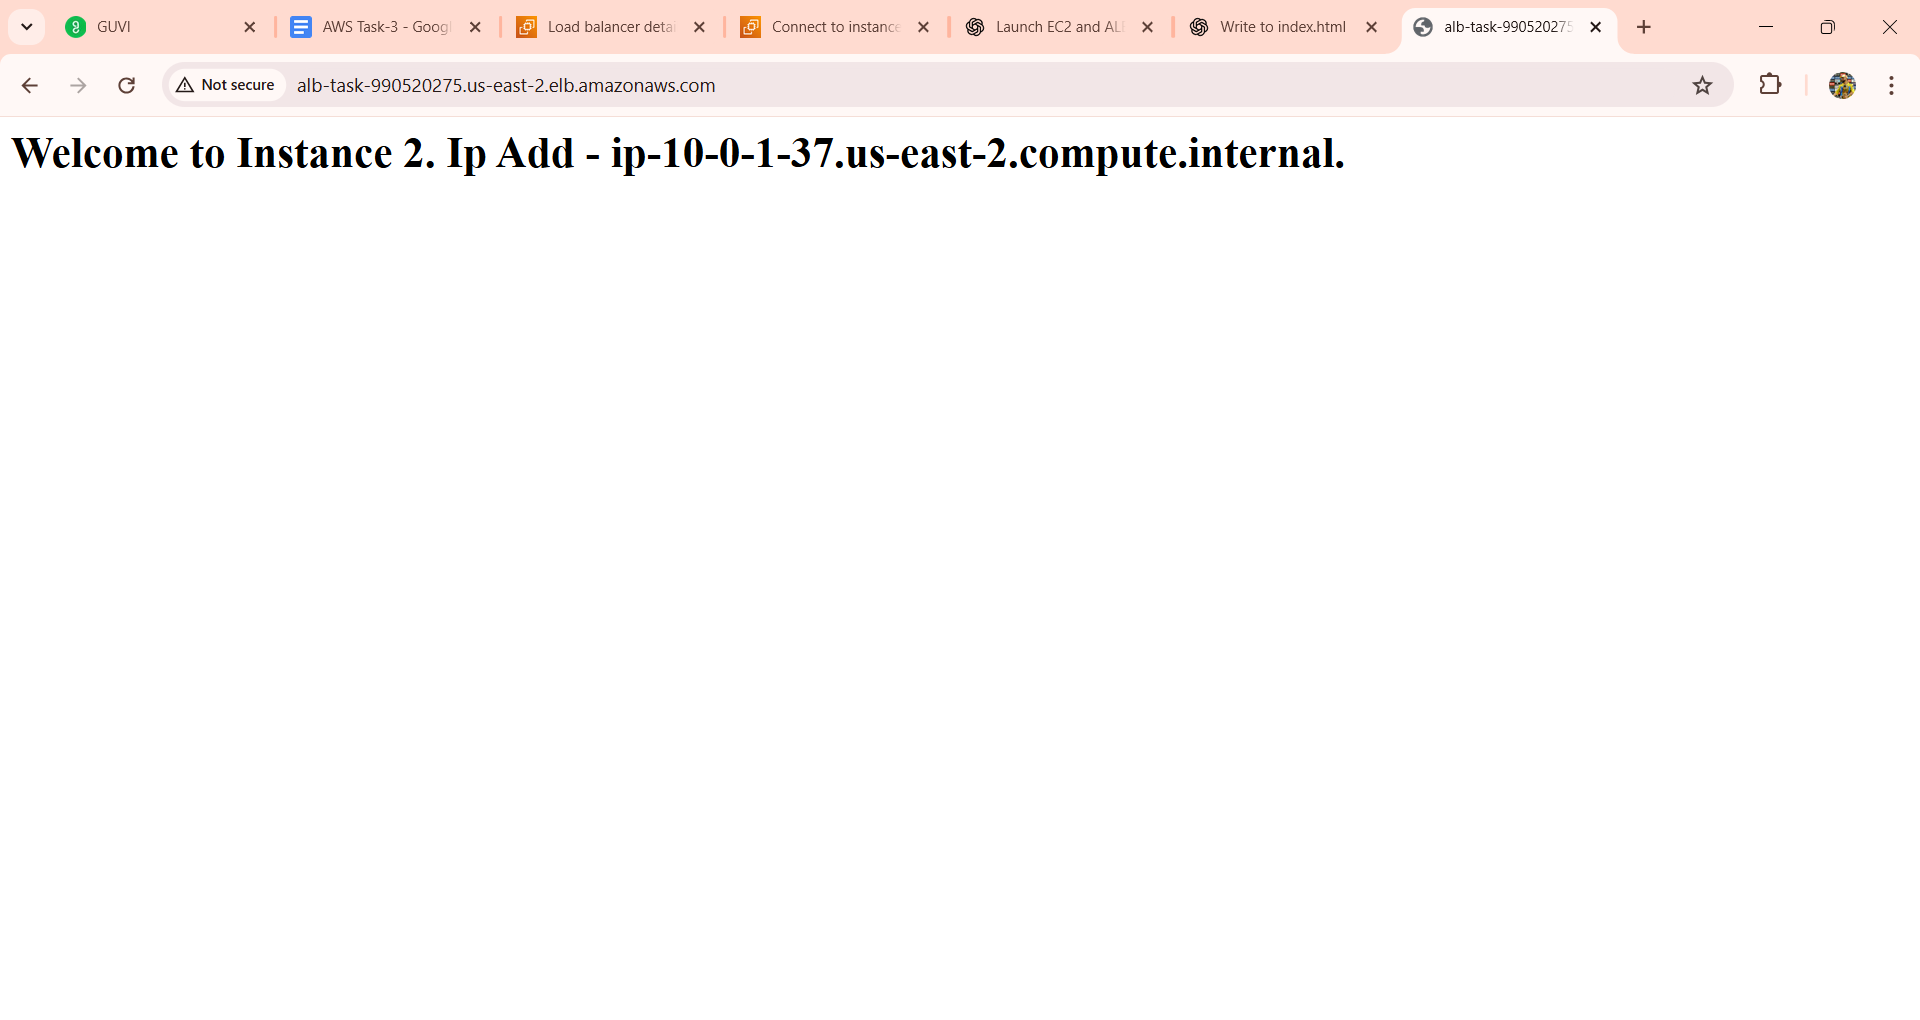 GUVI
AWS Task-3 - Googl
Load balancer detai
Connect to instance
Launch EC2 and AL
Write to index.html
alb-task-990520275
Not secure
alb-task-990520275.us-east-2.elb.amazonaws.com
Welcome to Instance 2. Ip Add - ip-10-0-1-37.us-east-2.compute.internal.